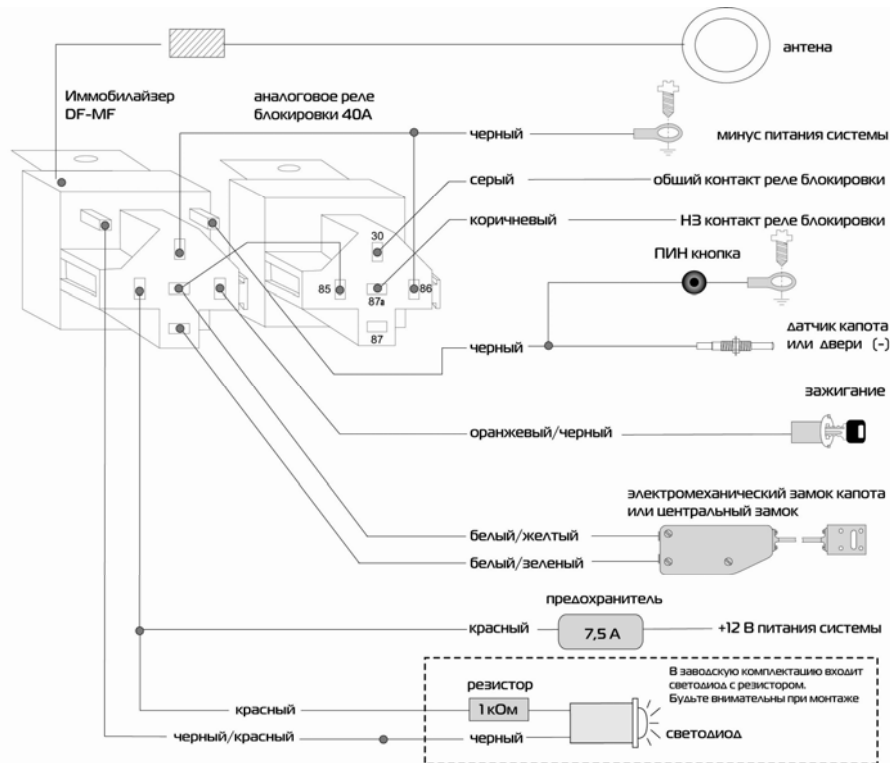 антена
Иммобилайзер
DF-MF
аналоговое реле
блокировки 40А
черный
минус питания системы
серый
общий контакт реле блокировки
коричневый
НЗ контакт реле блокировки
30
85
87а
86
87
ПИН кнопка
черный
датчик капота
или двери (-)
зажигание
оранжевый/черный
электромеханический замок капота
или центральный замок
белый/желтый
белый/зеленый
предохранитель
красный
7,5 А
+12 В питания системы
В заводскую комплектацию входит
светодиод с резистором.
Будьте внимательны при монтаже
резистор
красный
1 кОм
черный/красный
черный
светодиод